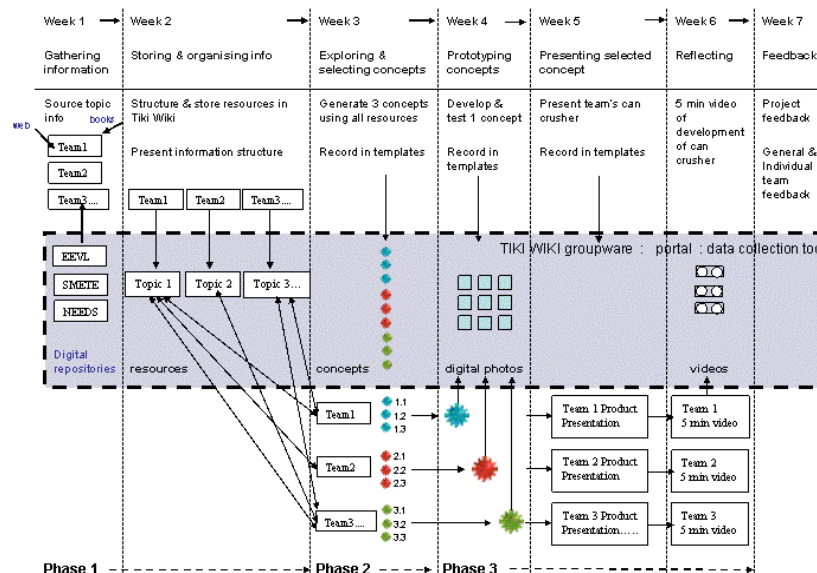 Week 1
Week 2
Week 3
Week 4
Week 5
Week 6
Week 7
Gathering
information
Storing & organising info
Exploring &
selecting concepts
Prototyping
concepts
Presenting selected
concept
Reflecting
Feedback
Source topic
info
web
books
Team1
Team2
Team3....
Structure & store resources in
Tiki Wiki
Present information structure
Team1
Team2
Team3....
Generate 3 concepts
using all resources
Record in templates
Develop &
test 1 concept
Record in
templates
Present team's can
crusher
Record in templates
5 min video
of
development
of can
crusher
Project
feedback
General &
Individual
team
feedback
TIKI WIKI groupware : portal : data collection too
EEVL
SMETE
NEEDS
Topic 1
Topic 2
Topic 3...
Digital
repositories
resources
concepts
digital photos
videos
Team1
1.1
1.2
1.3
Team 1 Product
Presentation
Team 1
5 min video
Team2
2.1
2.2
2.3
Team 2 Product
Presentation
Team 2
5 min video
Team3....
3.1
3.2
3.3
Team 3 Product
Presentation.....
Team 3
5 min video
Phase 1
Phase 2
Phase 3